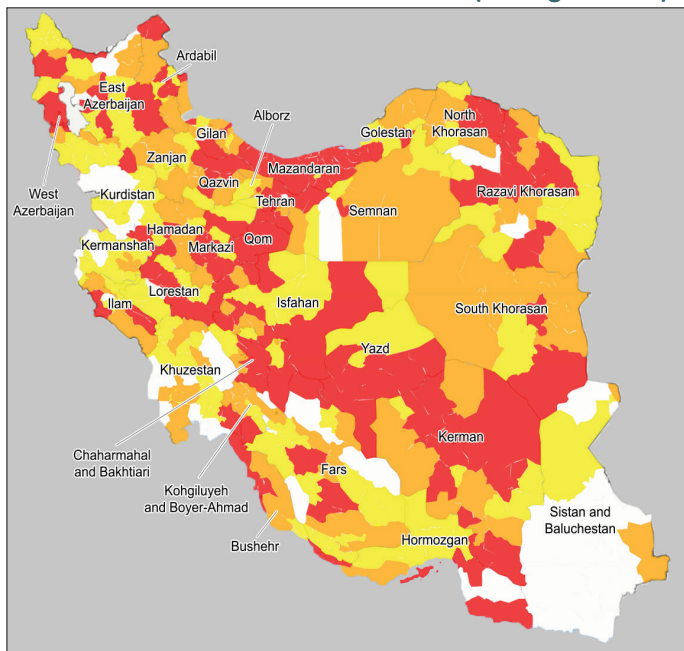 Ardabil
East
Azerbaijan
Alborz
North
Khorasan
Golestan
Gilan
Zanjan
Mazandaran
Qazvin
Razavi Khorasan
West
Azerbaijan
Kurdistan
Tehran
Semnan
Hamadan
Kermanshah
Markazi
Qom
Lorestan
Ilam
Isfahan
South Khorasan
Yazd
Khuzestan
Kerman
Chaharmahal
and Bakhtiari
Fars
Kohgiluyeh
and Boyer-Ahmad
Sistan and
Baluchestan
Hormozgan
Bushehr